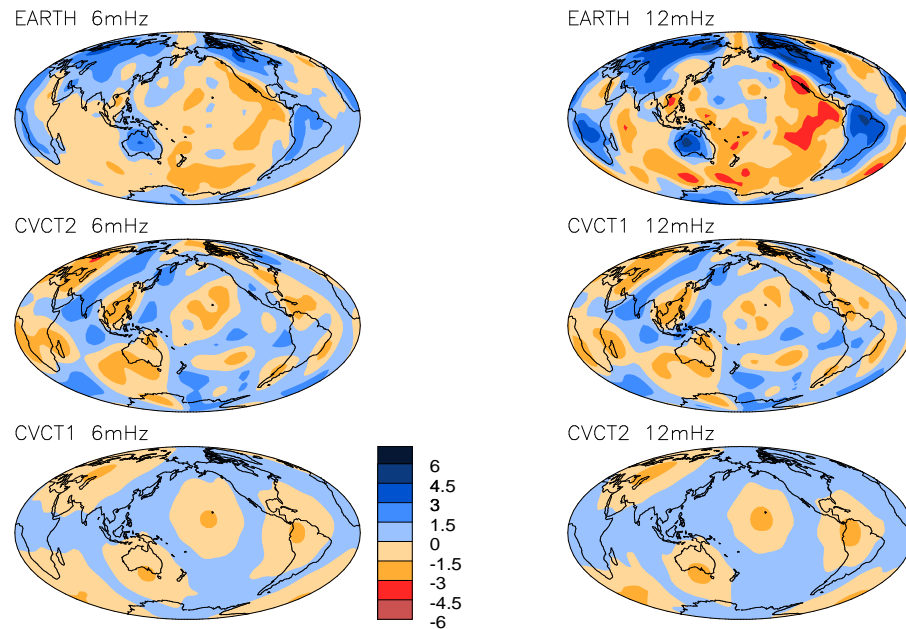 EARTH 6mHz
EARTH 12mHz
CVCT2 6mHz
CVCT1 12mHz
CVCT1 6mHz
CVCT2 12mHz
6
4.5
3
1.5
0
-1.5
-3
-4.5
-6